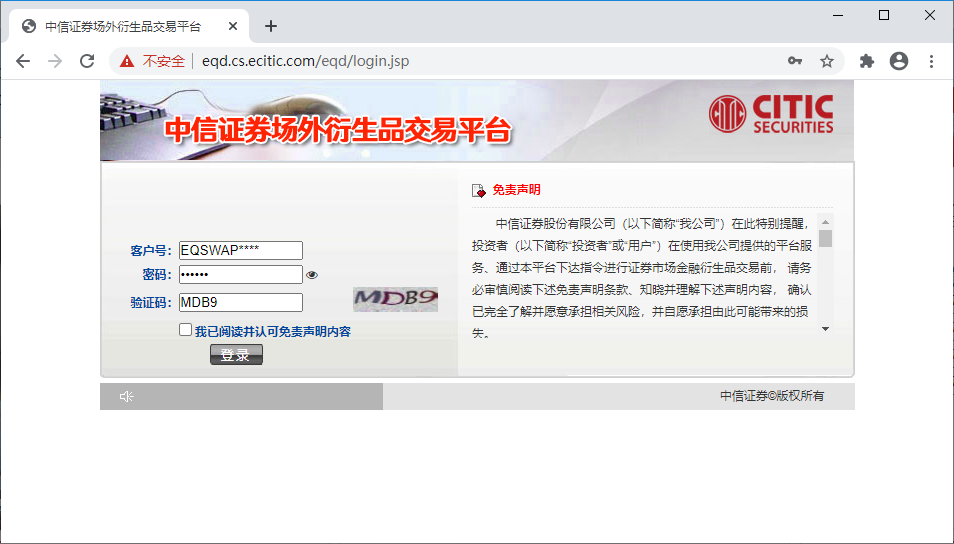 中信证券场外衍生品交易平台
不安全 eqd.cs.ecitic.com/eqd/login.jsp
中信证券场外衍生品交易平台
CITIC
CITIC
SECURITIES
免责声明
中信证券股份有限公司（以下简称“我公司”）在此特别提醒，
投资者（以下简称“投资者”或“用户”）在使用我公司提供的平台服
务、通过本平台下达指令进行证券市场金融衍生品交易前， 请务
必审慎阅读下述免责声明条款、知晓并理解下述声明内容， 确认
已完全了解并愿意承担相关风险，并自愿承担由此可能带来的损
失。
客户号： EQSWAP****
密码： ••••••
验证码： MDB9 MDB9
我已阅读并认可免责声明内容
登录
中信证券©版权所有